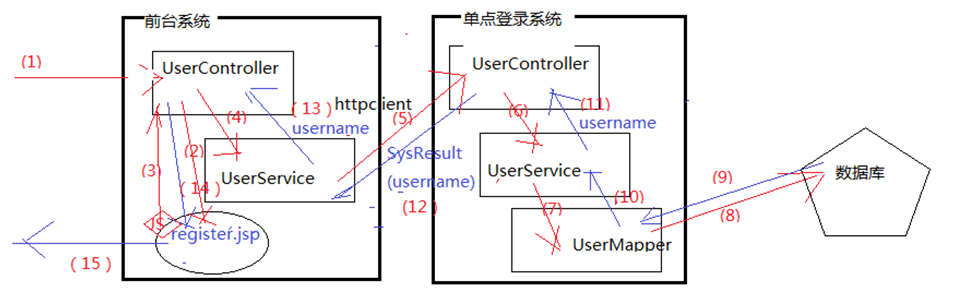 前台系统
单点登录系统
(1)
UserController
UserController
(13)
httpclient
(11)
(4)
(5)
(6)
username
username
(2)
SysResult
(3)
UserService
UserService
(9)
数据库
(14)
(username)
(10)
(8)
(12)
(7)
JS
register.jsp
UserMapper
(15)